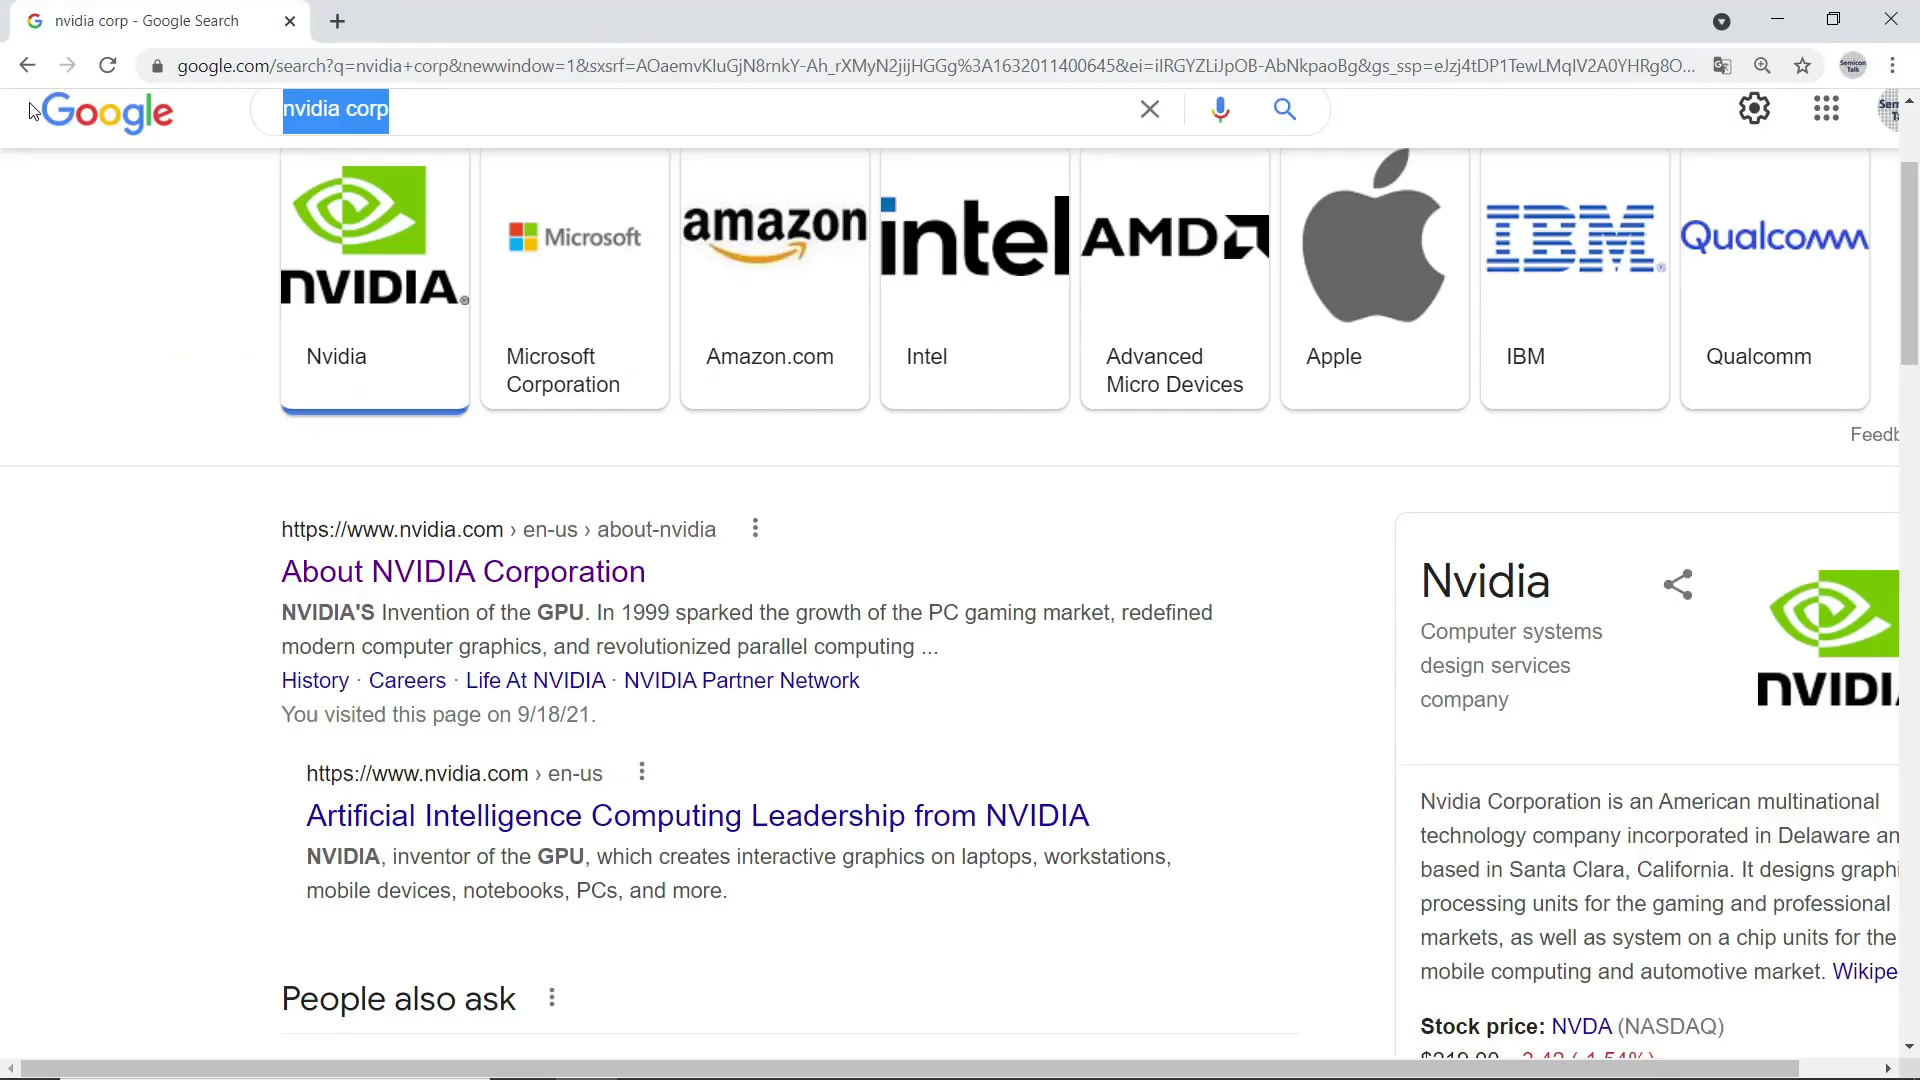 nvidia corp - Google Search
google.com/search?q=nvidia+corp&newwindow=1&sxsrf=AOaemvKIuGjN8rnkY-Ah_rXMyN2jijHGGg%3A1632011400645&ei=iIRGYZLiJpOB-AbNkpaoBg&gs_ssp=eJzj4tDP1TewLMqIV2A0YHRg8O...
Semicon
Talk
Google
nvidia corp
NVIDIA®
Microsoft
amazon
intel
AMD
IBM®
Qualcomm
Nvidia
Microsoft
Corporation
Amazon.com
Intel
Advanced
Micro Devices
Apple
IBM
Qualcomm
https://www.nvidia.com › en-us › about-nvidia
About NVIDIA Corporation
NVIDIA'S Invention of the GPU. In 1999 sparked the growth of the PC gaming market, redefined
modern computer graphics, and revolutionized parallel computing ...
History · Careers · Life At NVIDIA · NVIDIA Partner Network
You visited this page on 9/18/21.
https://www.nvidia.com › en-us
Artificial Intelligence Computing Leadership from NVIDIA
NVIDIA, inventor of the GPU, which creates interactive graphics on laptops, workstations,
mobile devices, notebooks, PCs, and more.
People also ask
Nvidia
Computer systems
design services
company
Nvidia Corporation is an American multinational
technology company incorporated in Delaware an
based in Santa Clara, California. It designs graphi
processing units for the gaming and professional
markets, as well as system on a chip units for the
mobile computing and automotive market. Wikipe
Stock price: NVDA (NASDAQ)